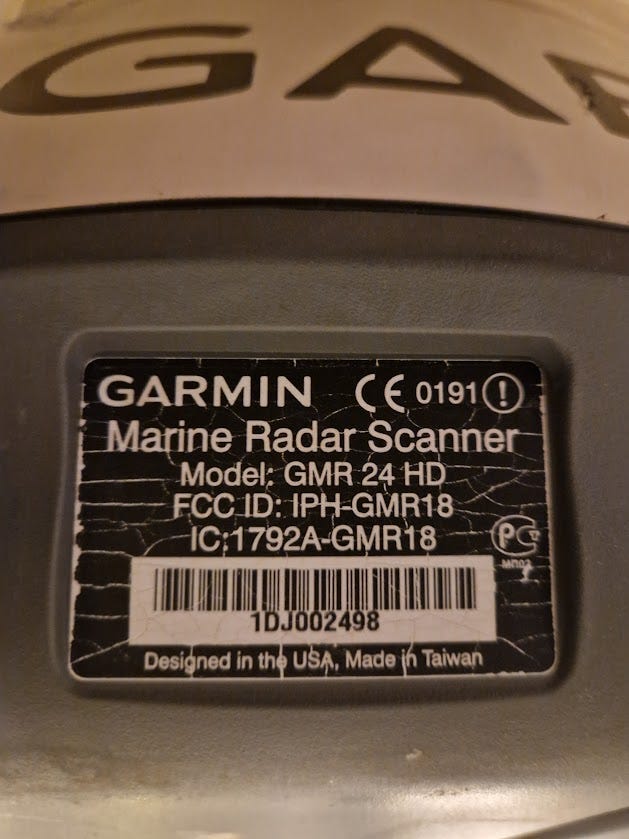 GA
GARMIN CE 0191
Marine Radar Scanner
Model: GMR 24 HD
FCC ID: IPH-GMR18
IC:1792A-GMR18
1DJ002498
Designed in the USA, Made in Taiwan